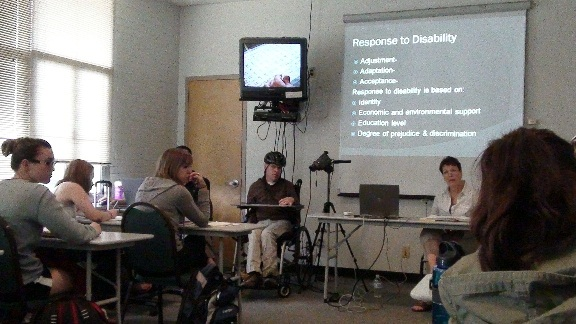 Response to Disability
Adjustment-
Adaptation-
Acceptance-
Response to disability is based on:
Identity
Economic and environmental support
Education level
Degree of prejudice & discrimination